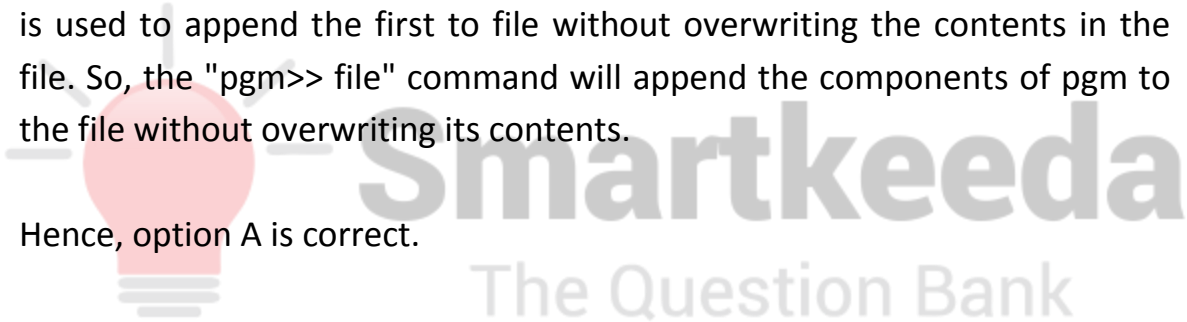 is used to append the first to file without overwriting the contents in the
file. So, the "pgm>> file" command will append the components of pgm to
the file without overwriting its contents.
Smartkeeda
Hence, option A is correct.
The Question Bank